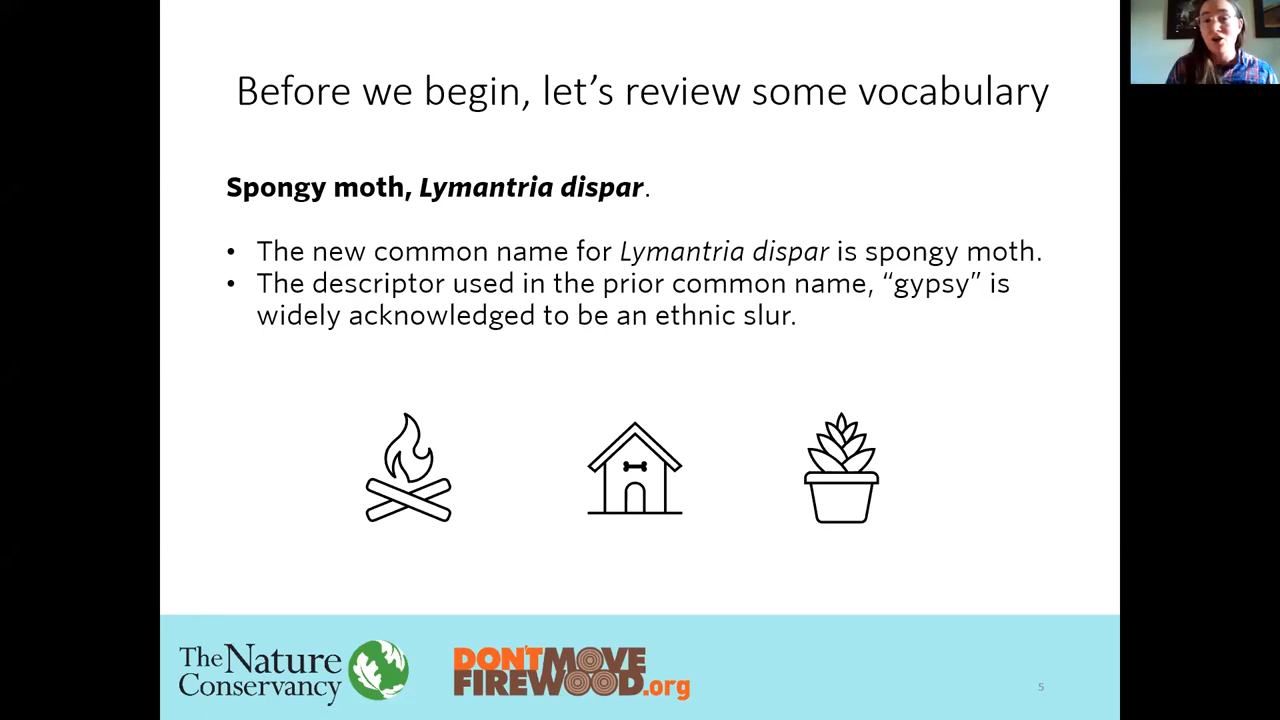 Before we begin, let's review some vocabulary
Spongy moth, Lymantria dispar.
• The new common name for Lymantria dispar is spongy moth.
• The descriptor used in the prior common name, “gypsy” is
widely acknowledged to be an ethnic slur.
The Nature
Conservancy
DON'T MOVE
FIREWOOD.org
5